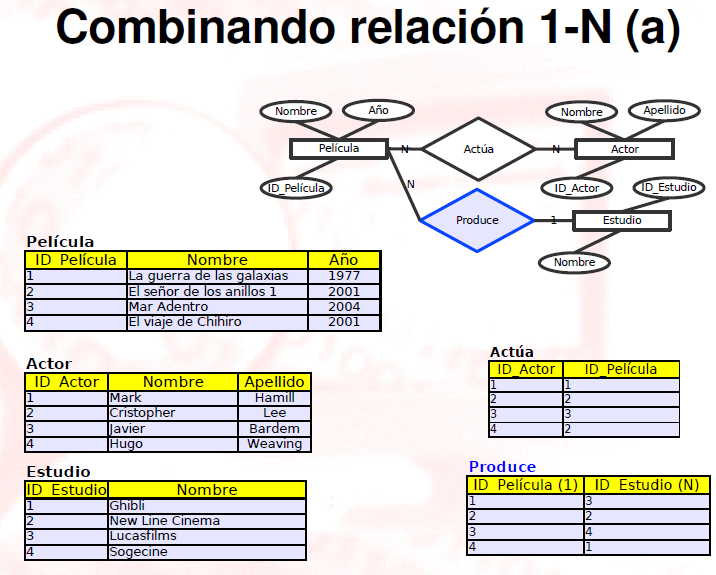 Combinando relación 1-N (a)
Nombre Año Nombre Apellido
Película N Actúa N Actor
ID_Película N ID_Actor ID_Estudio
Produce 1 Estudio
Nombre
Película
ID_Película Nombre Año
1 La guerra de las galaxias 1977
2 El señor de los anillos 1 2001
3 Mar Adentro 2004
4 El viaje de Chihiro 2001
Actor
ID_Actor Nombre Apellido
1 Mark Hamill
2 Cristopher Lee
3 Javier Bardem
4 Hugo Weaving
Actúa
ID_Actor ID_Película
1 1
2 2
3 3
4 2
Estudio
ID_Estudio Nombre
1 Ghibli
2 New Line Cinema
3 Lucasfilms
4 Sogecine
Produce
ID_Película (1) ID_Estudio (N)
1 3
2 2
3 4
4 1